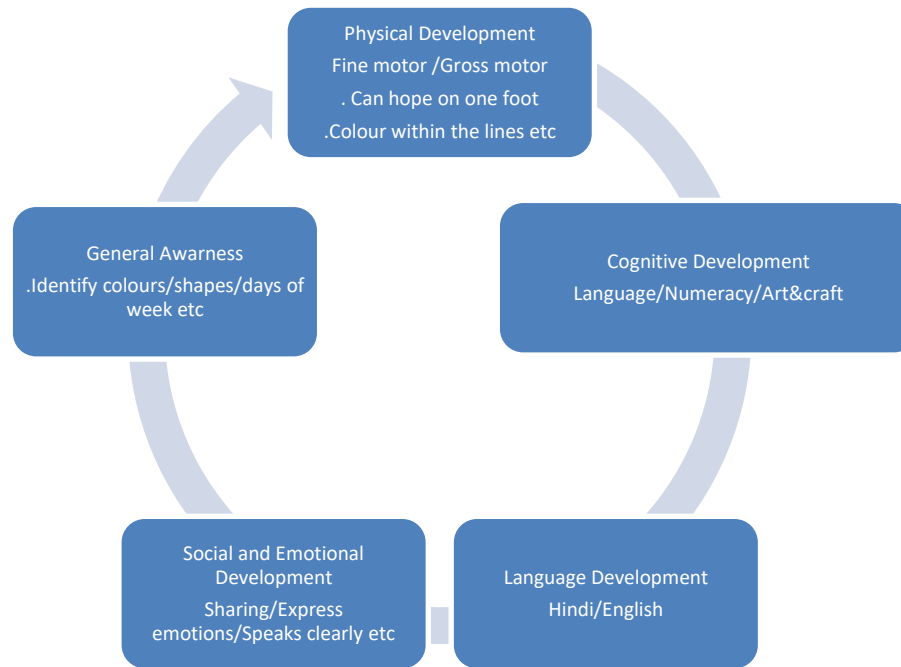 Physical Development
Fine motor /Gross motor
. Can hope on one foot
.Colour within the lines etc
Cognitive Development
Language/Numeracy/Art&craft
Language Development
Hindi/English
Social and Emotional
Development
Sharing/Express
emotions/Speaks clearly etc
General Awarness
.Identify colours/shapes/days of
week etc